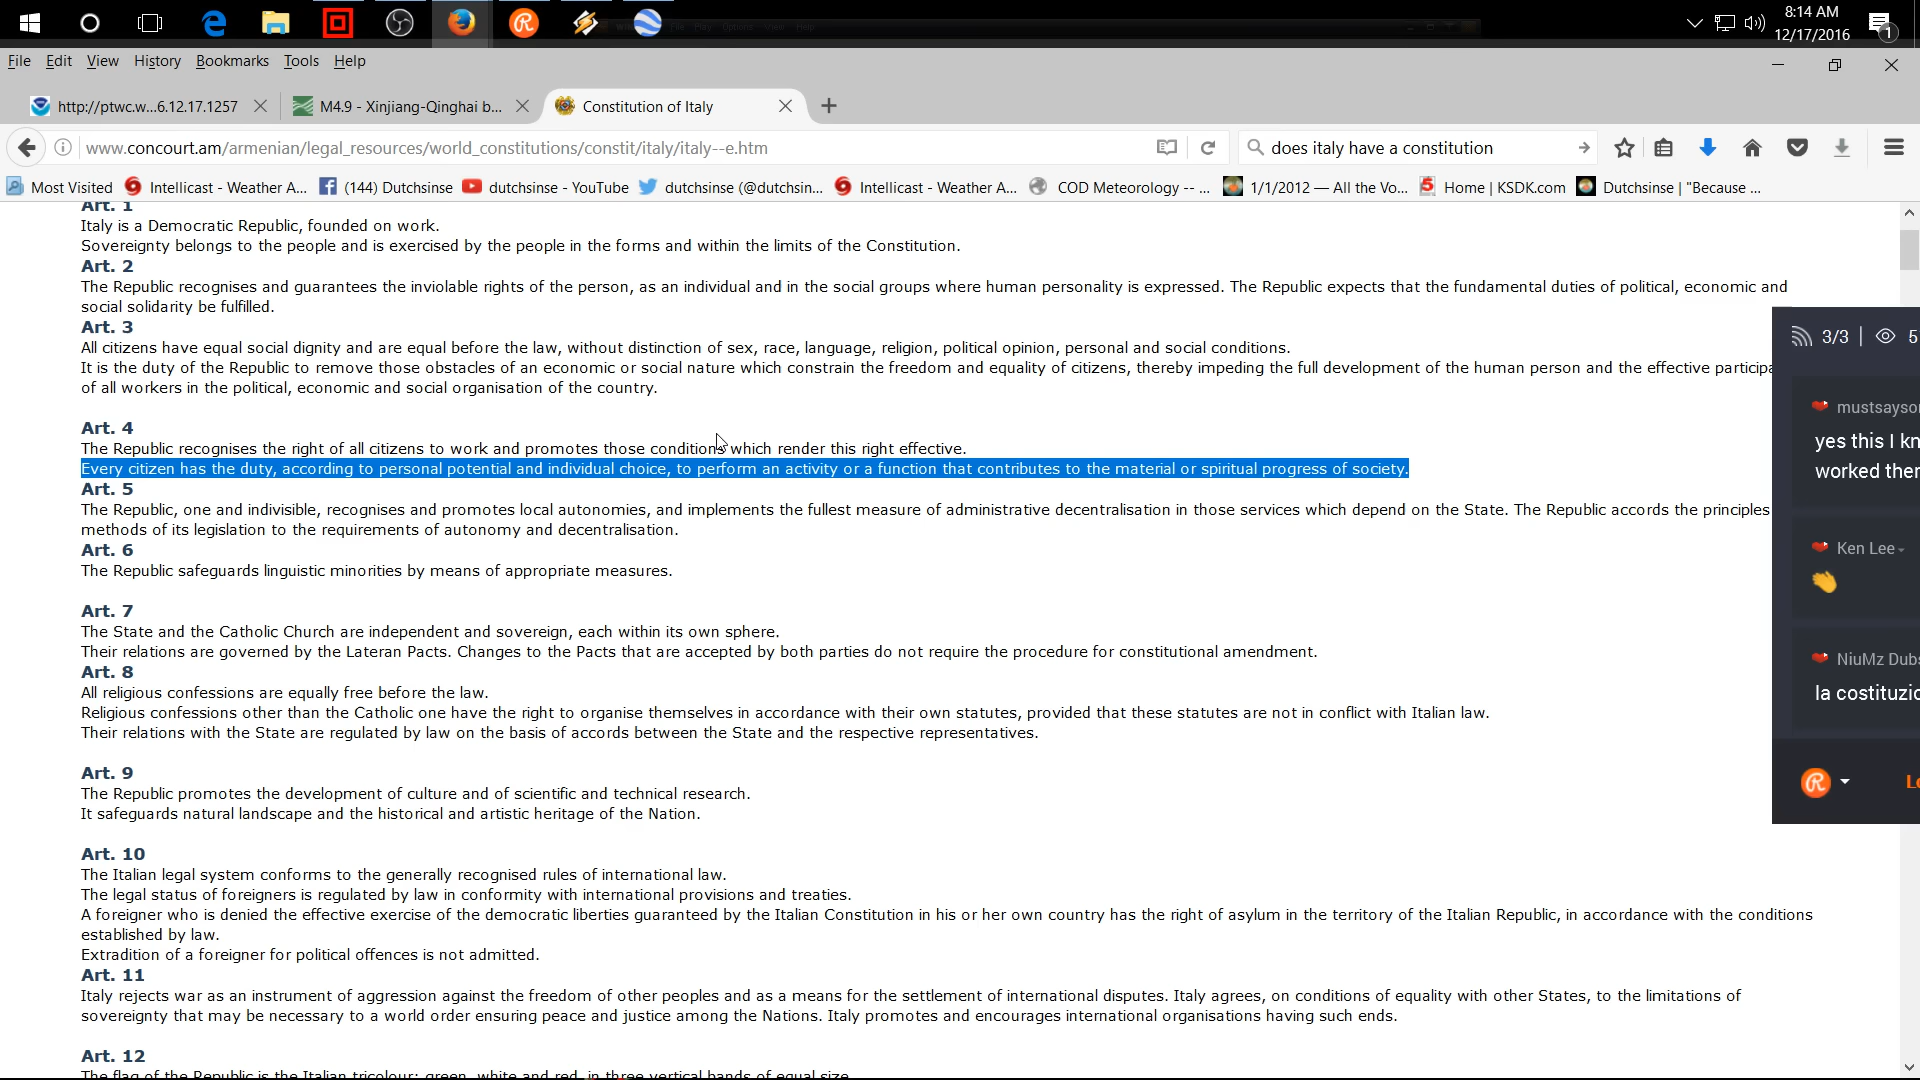 8:14 AM
12/17/2016
1
File Edit View History Bookmarks Tools Help
http://ptwc.w...6.12.17.1257
M4.9 - Xinjiang-Qinghai b...
Constitution of Italy
www.concourt.am/armenian/legal_resources/world_constitutions/constit/italy/italy--e.htm
does italy have a constitution
Most Visited Intellicast - Weather A... (144) Dutchsinse dutchsinse - YouTube dutchsinse (@dutchsin... Intellicast - Weather A... COD Meteorology -- ... 1/1/2012 — All the Vo... Home | KSDK.com Dutchsinse | "Because ...
Art. 1
Italy is a Democratic Republic, founded on work.
Sovereignty belongs to the people and is exercised by the people in the forms and within the limits of the Constitution.
Art. 2
The Republic recognises and guarantees the inviolable rights of the person, as an individual and in the social groups where human personality is expressed. The Republic expects that the fundamental duties of political, economic and
social solidarity be fulfilled.
Art. 3
All citizens have equal social dignity and are equal before the law, without distinction of sex, race, language, religion, political opinion, personal and social conditions.
It is the duty of the Republic to remove those obstacles of an economic or social nature which constrain the freedom and equality of citizens, thereby impeding the full development of the human person and the effective participa
of all workers in the political, economic and social organisation of the country.
Art. 4
The Republic recognises the right of all citizens to work and promotes those conditions which render this right effective.
Every citizen has the duty, according to personal potential and individual choice, to perform an activity or a function that contributes to the material or spiritual progress of society.
Art. 5
The Republic, one and indivisible, recognises and promotes local autonomies, and implements the fullest measure of administrative decentralisation in those services which depend on the State. The Republic accords the principles
methods of its legislation to the requirements of autonomy and decentralisation.
Art. 6
The Republic safeguards linguistic minorities by means of appropriate measures.
Art. 7
The State and the Catholic Church are independent and sovereign, each within its own sphere.
Their relations are governed by the Lateran Pacts. Changes to the Pacts that are accepted by both parties do not require the procedure for constitutional amendment.
Art. 8
All religious confessions are equally free before the law.
Religious confessions other than the Catholic one have the right to organise themselves in accordance with their own statutes, provided that these statutes are not in conflict with Italian law.
Their relations with the State are regulated by law on the basis of accords between the State and the respective representatives.
Art. 9
The Republic promotes the development of culture and of scientific and technical research.
It safeguards natural landscape and the historical and artistic heritage of the Nation.
Art. 10
The Italian legal system conforms to the generally recognised rules of international law.
The legal status of foreigners is regulated by law in conformity with international provisions and treaties.
A foreigner who is denied the effective exercise of the democratic liberties guaranteed by the Italian Constitution in his or her own country has the right of asylum in the territory of the Italian Republic, in accordance with the conditions
established by law.
Extradition of a foreigner for political offences is not admitted.
Art. 11
Italy rejects war as an instrument of aggression against the freedom of other peoples and as a means for the settlement of international disputes. Italy agrees, on conditions of equality with other States, to the limitations of
sovereignty that may be necessary to a world order ensuring peace and justice among the Nations. Italy promotes and encourages international organisations having such ends.
Art. 12
The flag of the Republic is the Italian tricolour: green, white and red, in three vertical bands of equal size.
3/3 | 5
mustsayso
yes this I kn
worked ther
Ken Lee
NiuMz Dubs
la costituzio